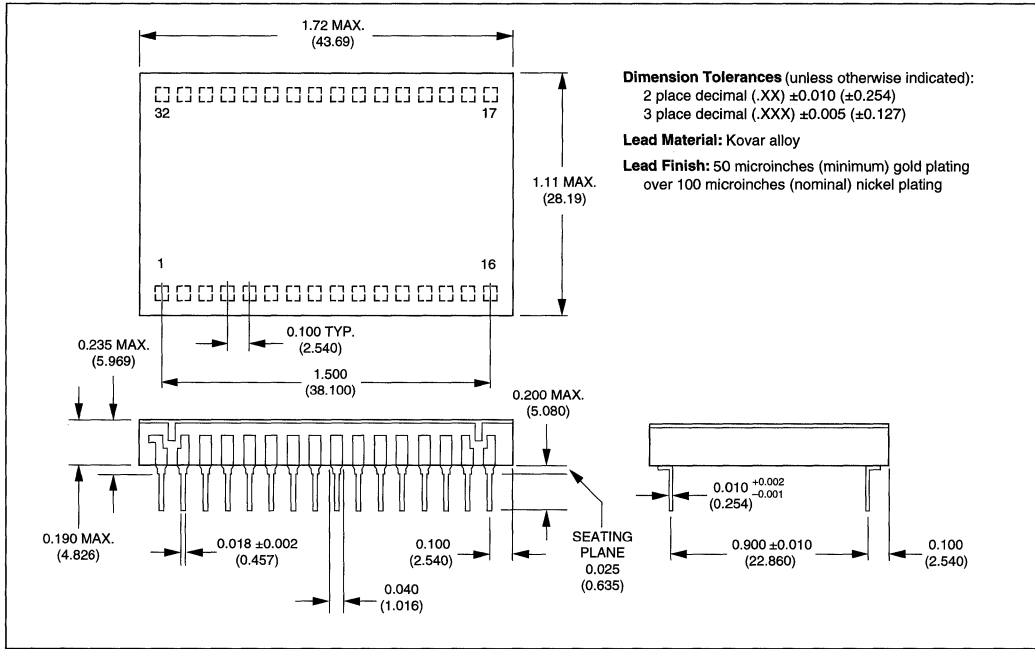 1.72 MAX.
(43.69)
Dimension Tolerances (unless otherwise indicated):
2 place decimal (.XX) ±0.010 (±0.254)
3 place decimal (.XXX) ±0.005 (±0.127)
Lead Material: Kovar alloy
Lead Finish: 50 microinches (minimum) gold plating
over 100 microinches (nominal) nickel plating
32
17
1.11 MAX.
(28.19)
1
16
0.100 TYP.
(2.540)
0.235 MAX.
(5.969)
1.500
(38.100)
0.200 MAX.
(5.080)
0.190 MAX.
(4.826)
0.018 ±0.002
(0.457)
0.040
(1.016)
0.100
(2.540)
SEATING
PLANE
0.025
(0.635)
0.010 +0.002 -0.001
(0.254)
0.900 ±0.010
(22.860)
0.100
(2.540)